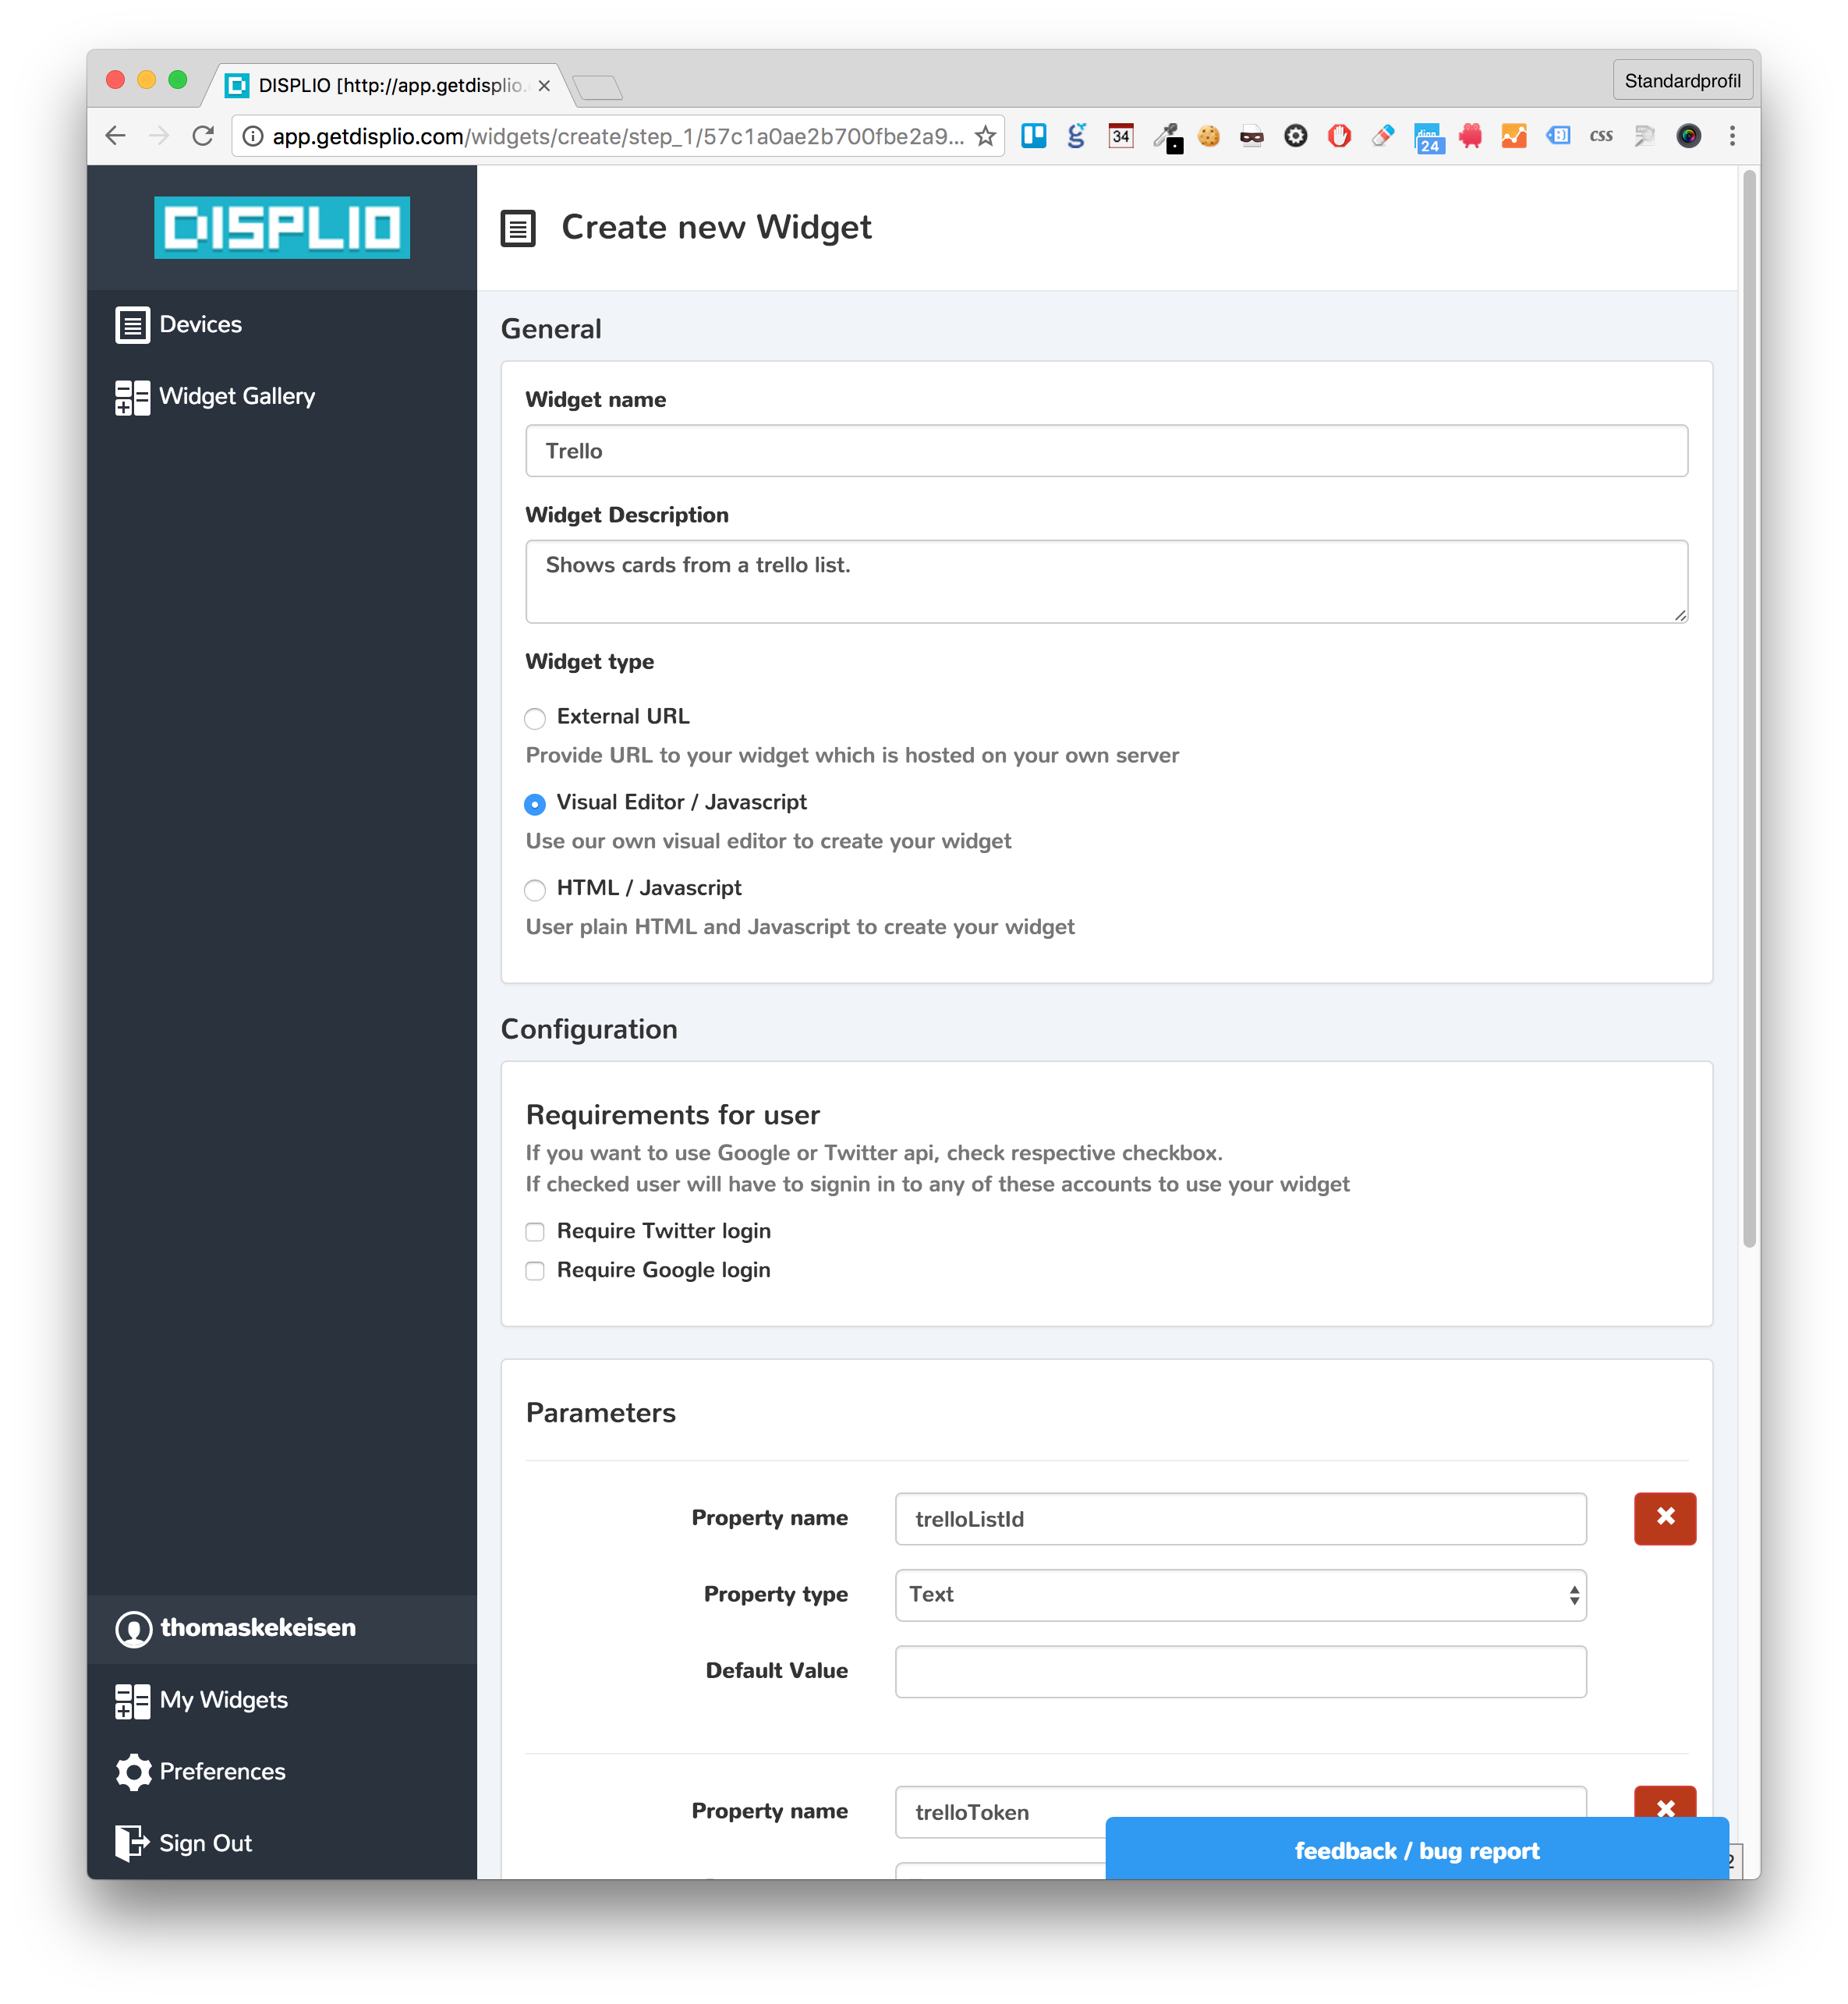 DISPLIO [http://app.getdisplio.
Standardprofil
app.getdisplio.com/widgets/create/step_1/57c1a0ae2b700fbe2a9...
34
24
css
DISPLIO
Create new Widget
Devices
Widget Gallery
General
Widget name
Trello
Widget Description
Shows cards from a trello list.
Widget type
External URL
Provide URL to your widget which is hosted on your own server
Visual Editor / Javascript
Use our own visual editor to create your widget
HTML / Javascript
User plain HTML and Javascript to create your widget
Configuration
Requirements for user
If you want to use Google or Twitter api, check respective checkbox.
If checked user will have to signin in to any of these accounts to use your widget
Require Twitter login
Require Google login
Parameters
Property name
trelloListId
Property type
Text
Default Value
Property name
trelloToken
thomaskekeisen
My Widgets
Preferences
Sign Out
feedback / bug report